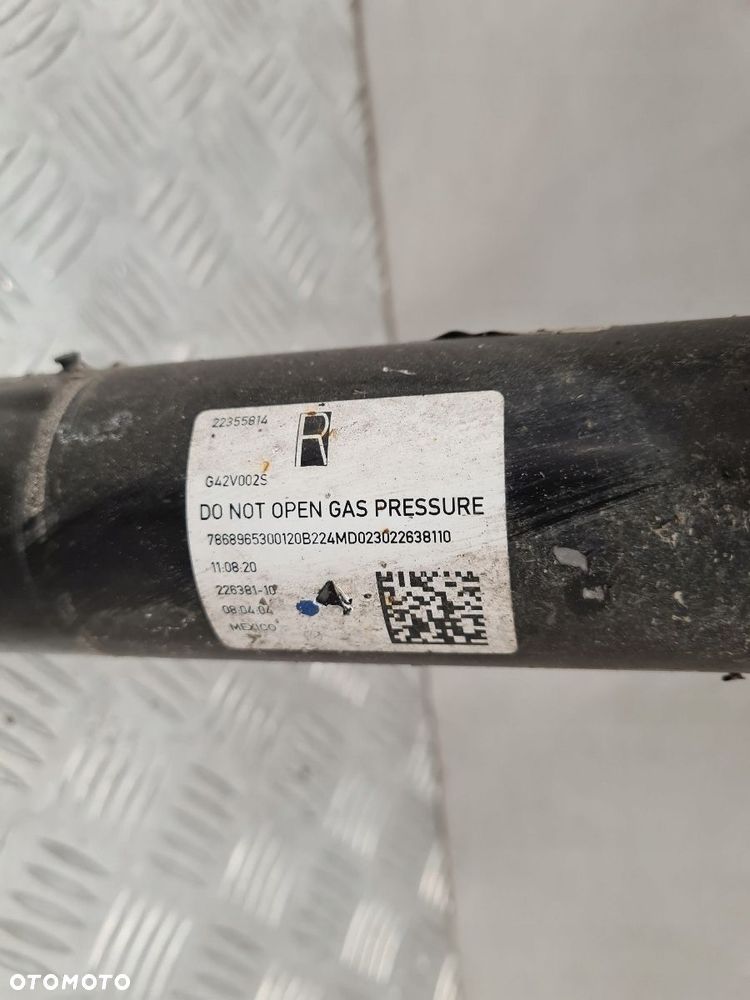 22355814
R
G42V002S
DO NOT OPEN GAS PRESSURE
7868965300120B224MD023022638110
11.08.20
226381-10
08:04:04
MEXICO
OTOMOTO